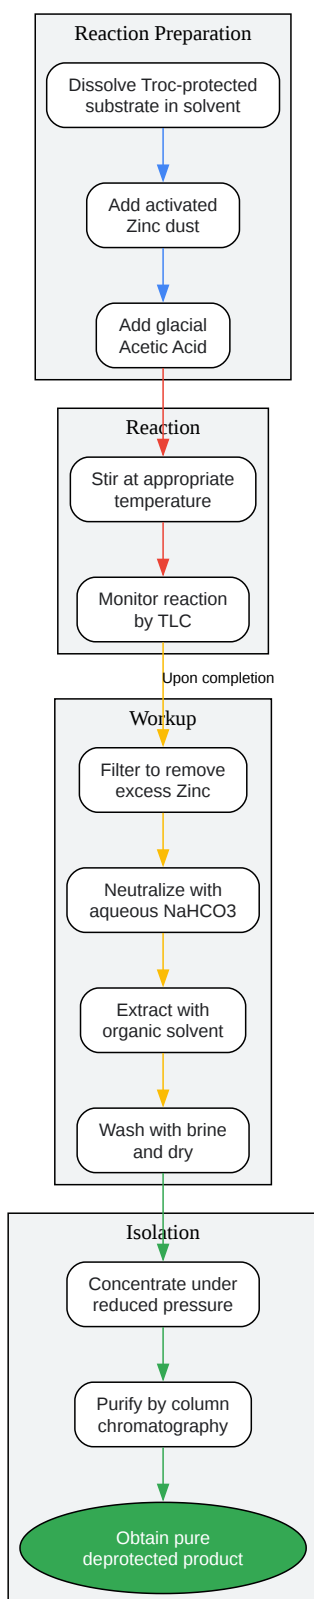 Reaction Preparation
Dissolve Troc-protected
substrate in solvent
Add activated
Zinc dust
Add glacial
Acetic Acid
Reaction
Stir at appropriate
temperature
Monitor reaction
by TLC
Upon completion
Workup
Filter to remove
excess Zinc
Neutralize with
aqueous NaHCO3
Extract with
organic solvent
Wash with brine
and dry
Isolation
Concentrate under
reduced pressure
Purify by column
chromatography
Obtain pure
deprotected product